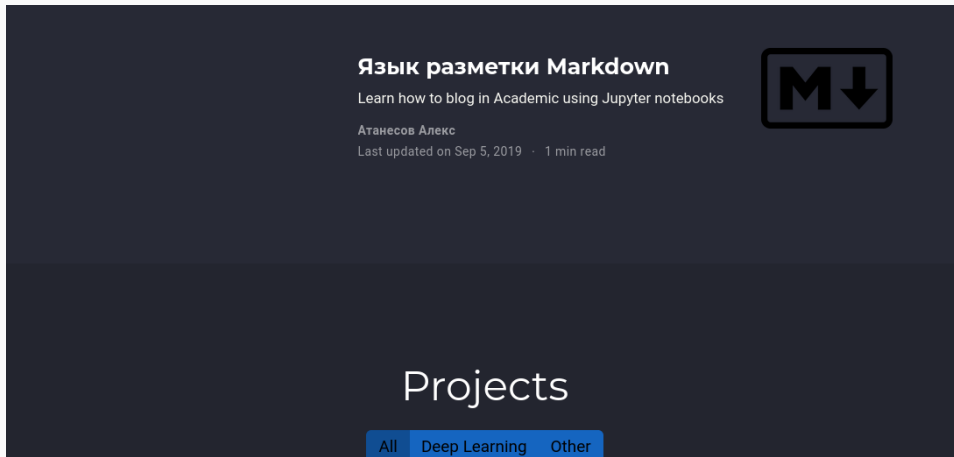 Язык разметки Markdown
Learn how to blog in Academic using Jupyter notebooks
Атанесов Алекс
Last updated on Sep 5, 2019 · 1 min read
M
Projects
All Deep Learning Other